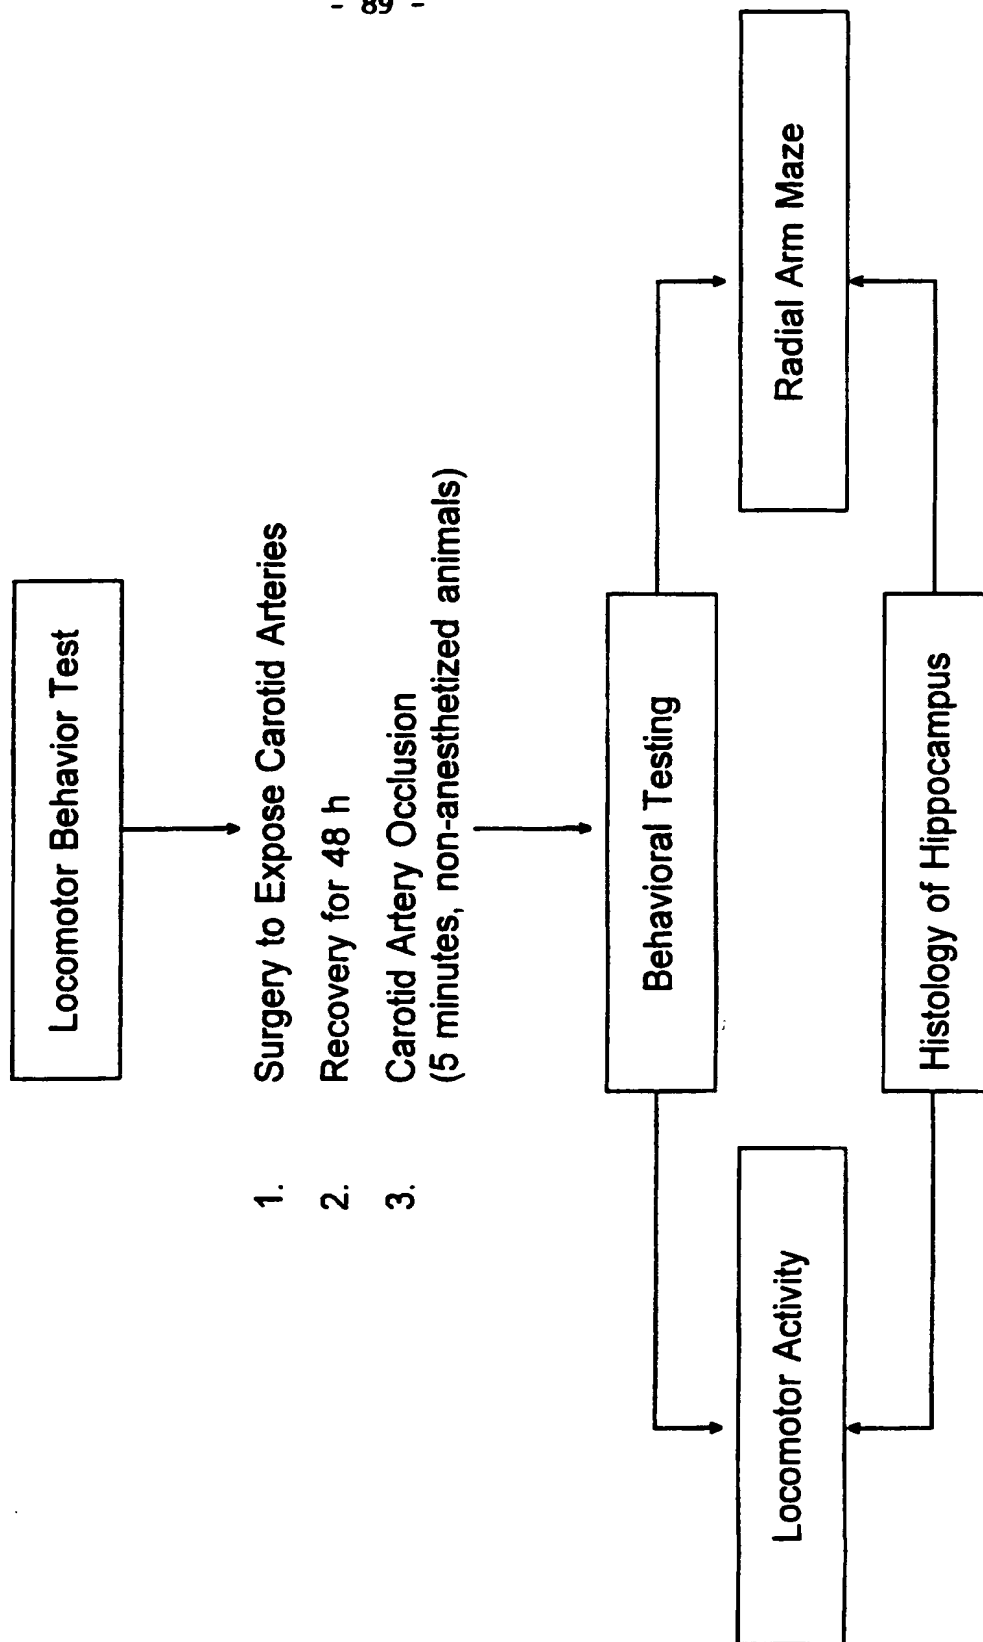 - 89 -
Locomotor Behavior Test
1. Surgery to Expose Carotid Arteries
2. Recovery for 48 h
3. Carotid Artery Occlusion
(5 minutes, non-anesthetized animals)
Behavioral Testing
Locomotor Activity
Radial Arm Maze
Histology of Hippocampus